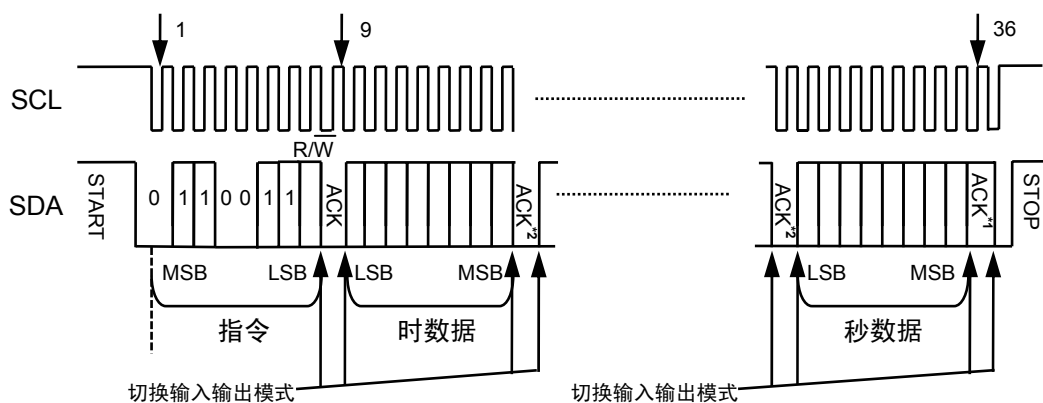 1
9
36
SCL
R/W̅
SDA
START
0 1 1 0 0 1 1
ACK
ACK*2
ACK*2
ACK*1
STOP
MSB
LSB
LSB
MSB
LSB
MSB
指令
时数据
秒数据
切换输入输出模式
切换输入输出模式